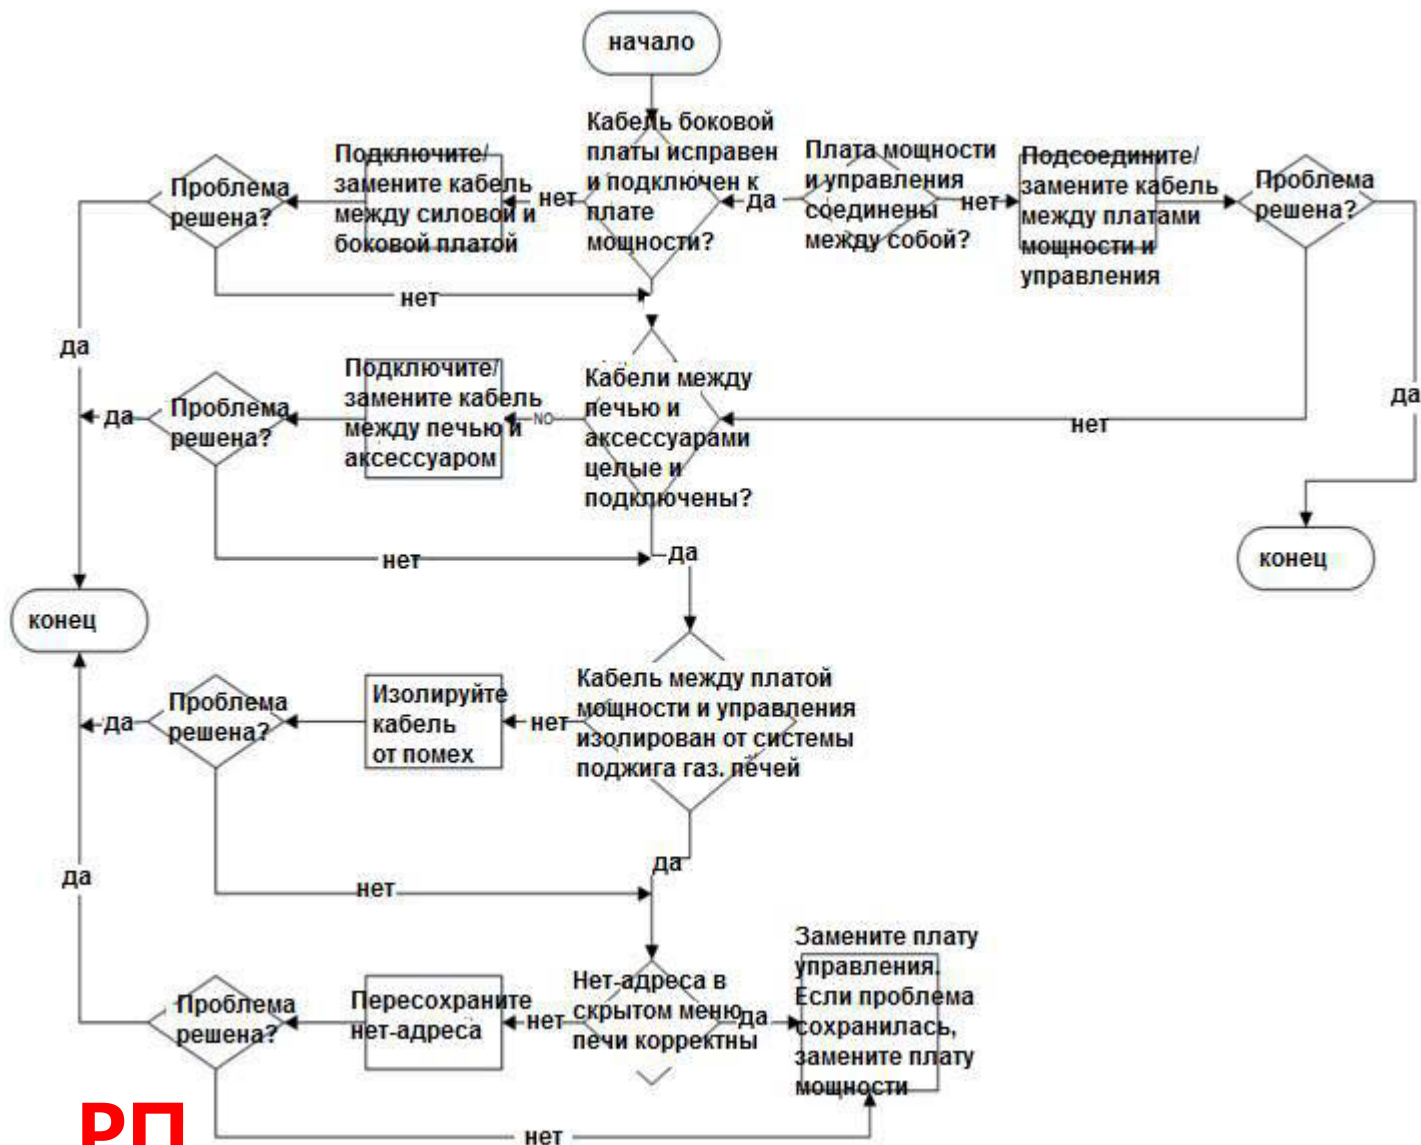 начало
Кабель боковой
платы исправен
и подключен к
плате
мощности?
Плата мощности
и управления
соединены
между собой?
Подсоедините/
замените кабель
между платами
мощности и
управления
Проблема
решена?
Подключите/
замените кабель
между силовой и
боковой платой
Проблема
решена?
нет
да
нет
нет
да
да
Кабели между
печью и
аксессуарами
целые и
подключены?
NO
Подключите/
замените кабель
между печью и
аксессуаром
Проблема
решена?
да
нет
нет
да
конец
конец
Кабель между платой
мощности и управления
изолирован от системы
поджига газ. печей
нет
Изолируйте
кабель
от помех
Проблема
решена?
да
нет
да
да
Нет-адреса в
скрытом меню
печи корректны
нет
Пересохраните
нет-адреса
Проблема
решена?
да
Замените плату
управления.
Если проблема
сохранилась,
замените плату
мощности
нет
РП